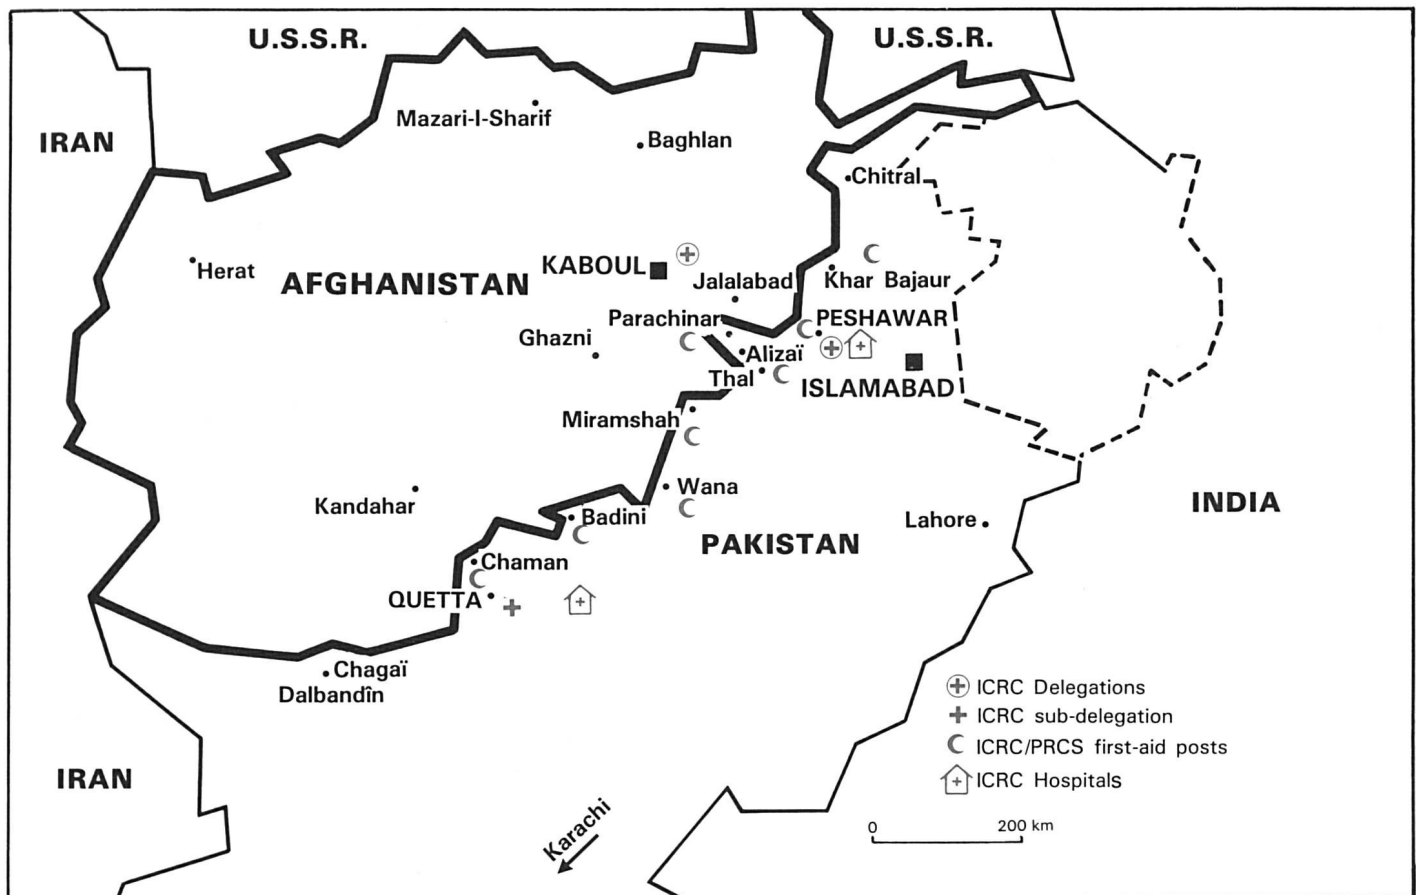 U.S.S.R.
U.S.S.R.
Mazari-I-Sharif
IRAN
Baghlan
Chitral
Herat
AFGHANISTAN
KABOUL
Jalalabad
Khar Bajaur
Parachinar
PESHAWAR
Ghazni
Alizaï
Thal
ISLAMABAD
Miramshah
Wana
Kandahar
Badini
Lahore
INDIA
PAKISTAN
Chaman
QUETTA
Chagaï
Dalbandîn
ICRC Delegations
ICRC sub-delegation
ICRC/PRCS first-aid posts
ICRC Hospitals
IRAN
Karachi
0 200 km